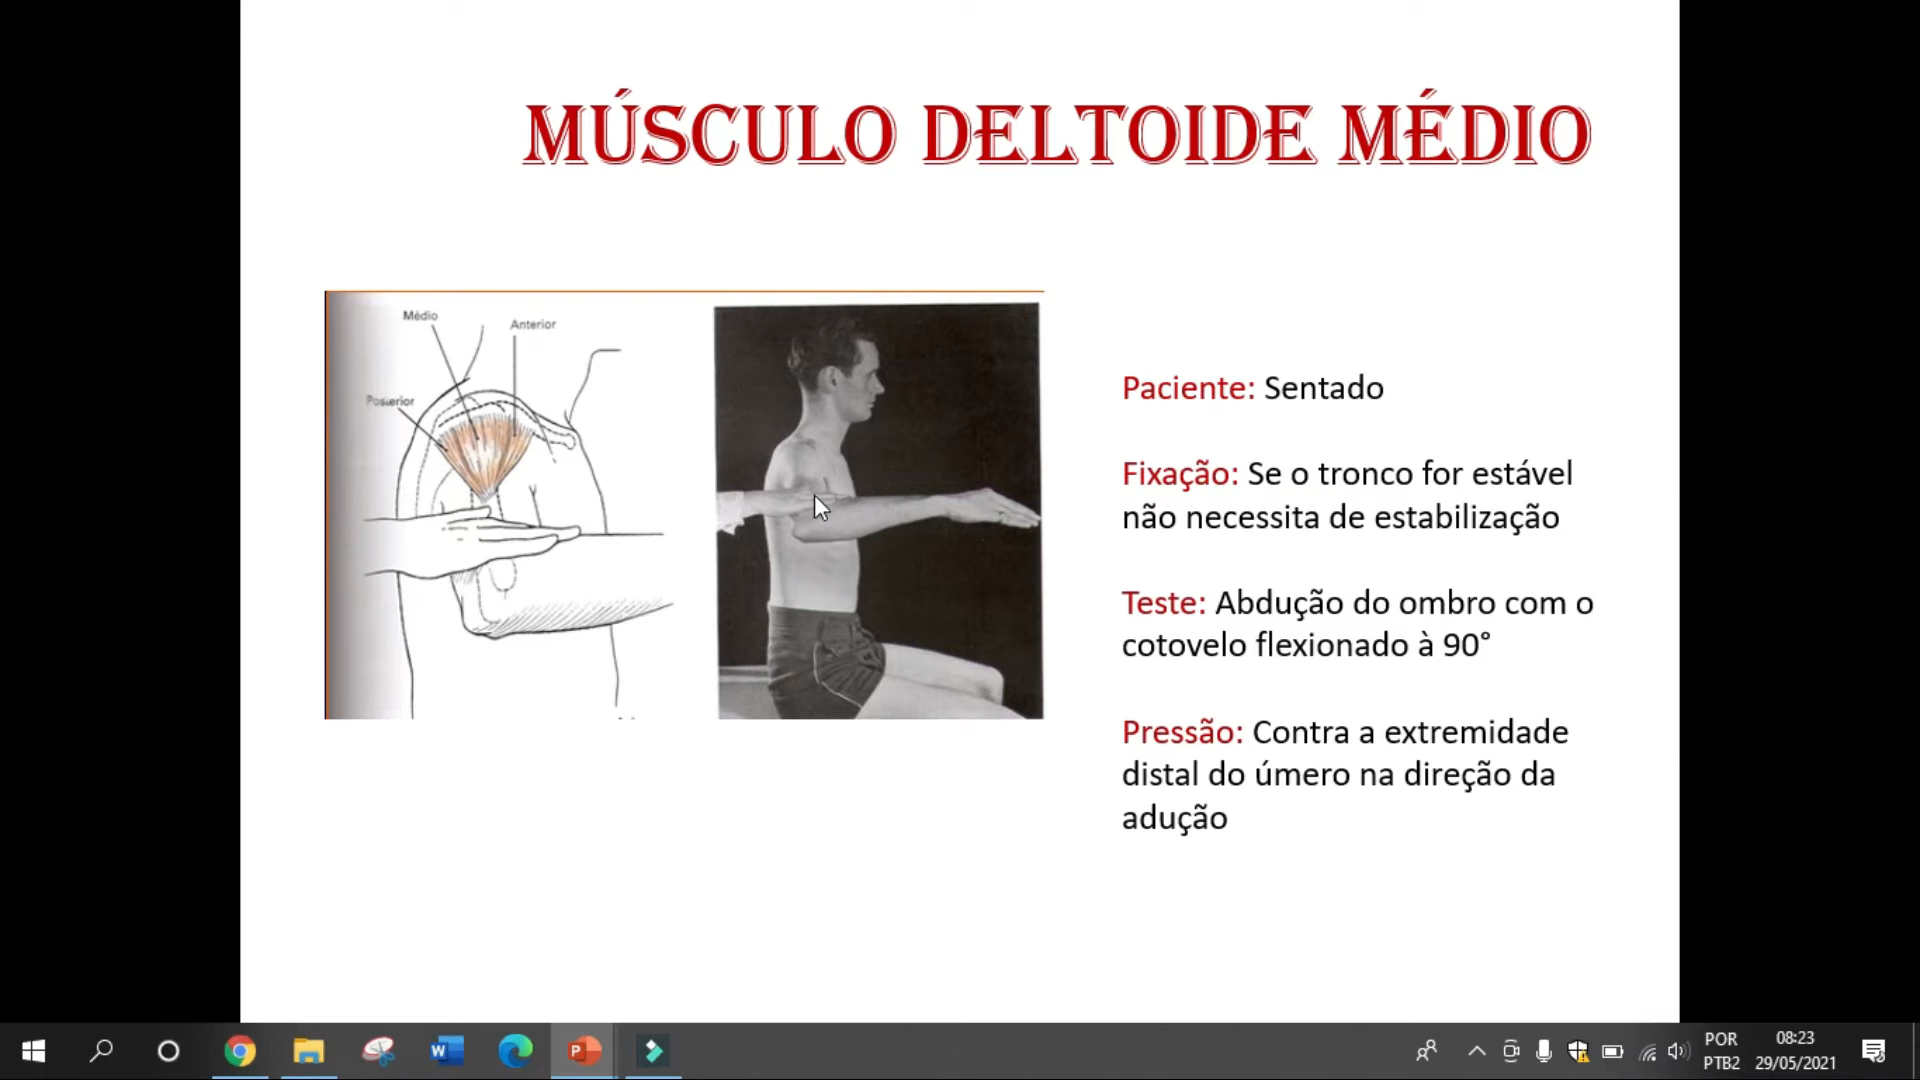 MÚSCULO DELTOIDE MÉDIO
Médio
Anterior
Posterior
Paciente: Sentado
Fixação: Se o tronco for estável
não necessita de estabilização
Teste: Abdução do ombro com o
cotovelo flexionado à 90°
Pressão: Contra a extremidade
distal do úmero na direção da
adução
POR
PTB2
08:23
29/05/2021